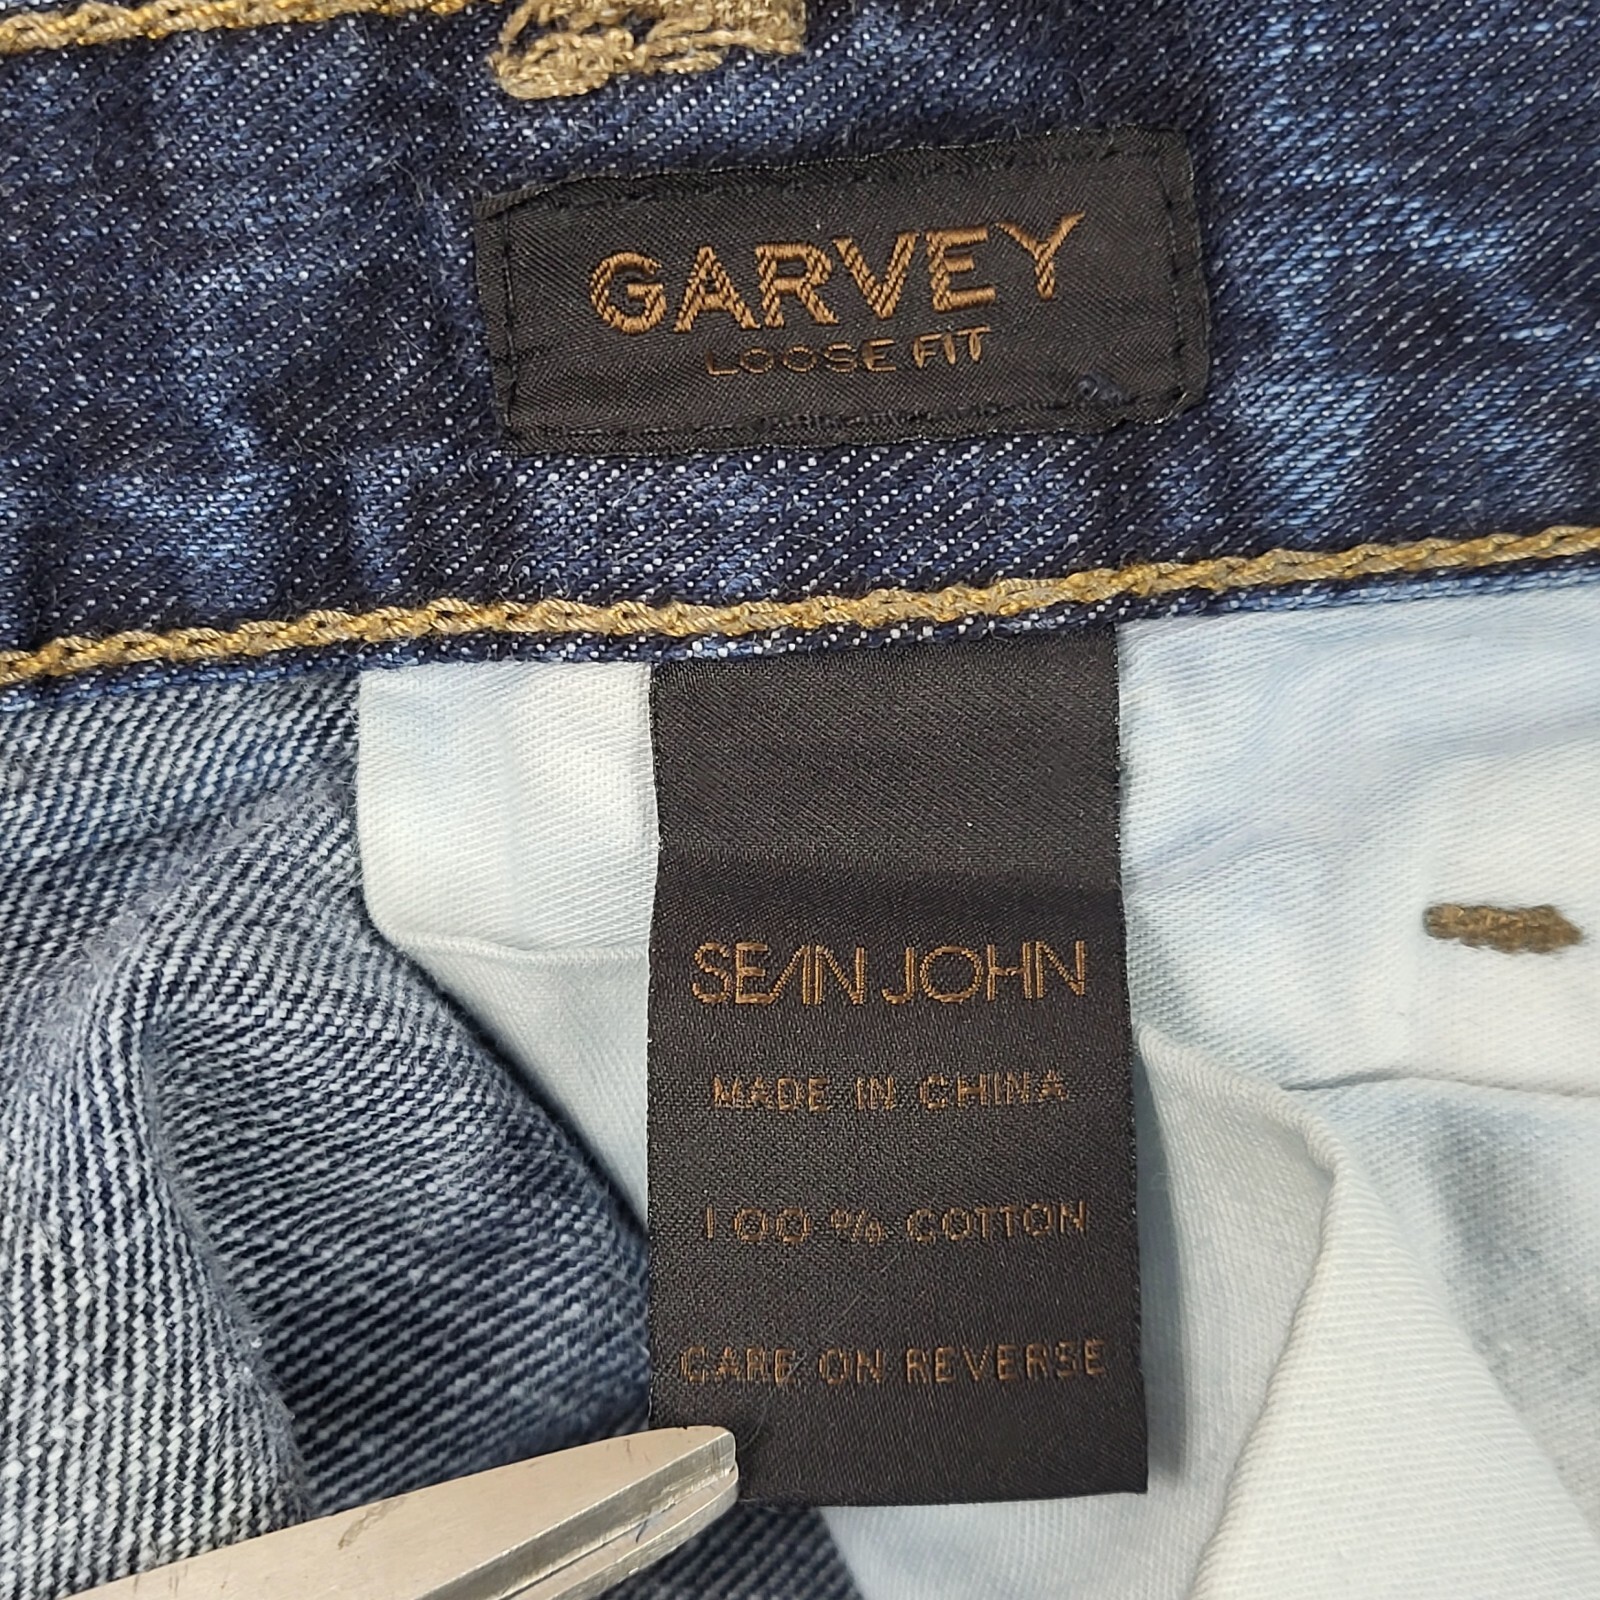 GARVEY
LOOSE FIT
SEAN JOHN
MADE IN CHINA
100% COTTON
CARE ON REVERSE